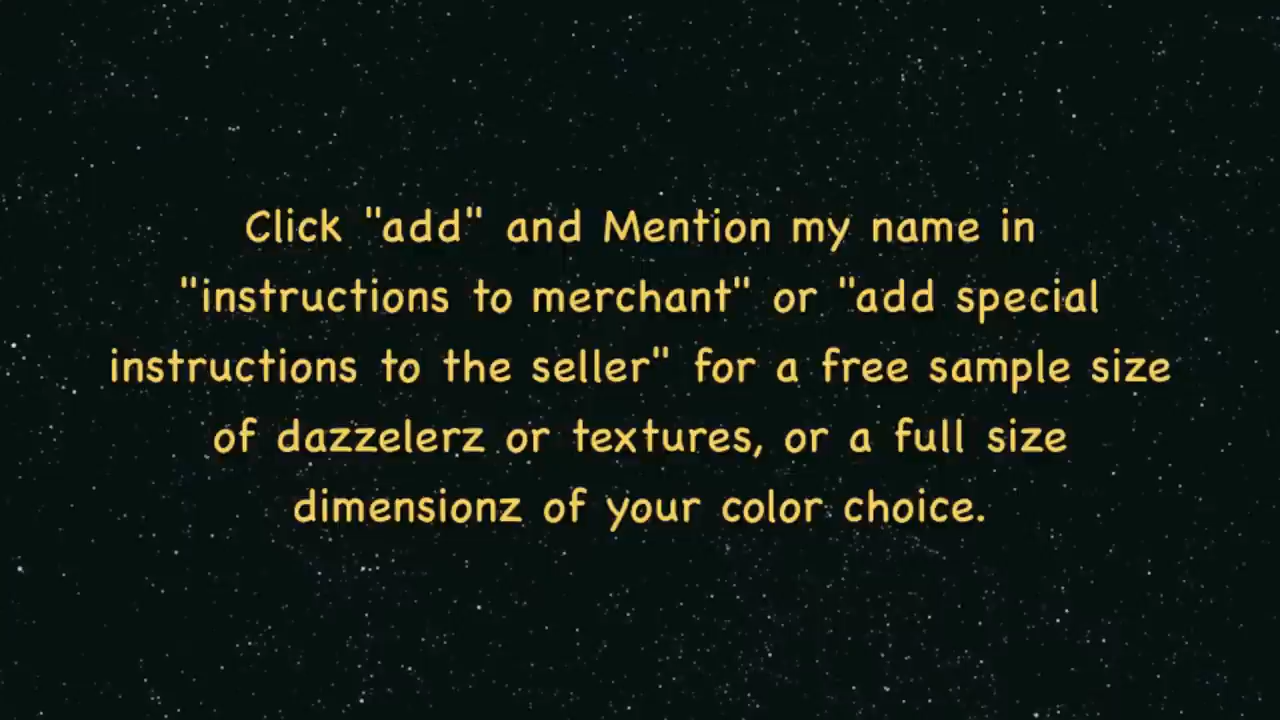 Click "add" and Mention my name in
"instructions to merchant" or "add special
instructions to the seller" for a free sample size
of dazzelerz or textures, or a full size
dimensionz of your color choice.